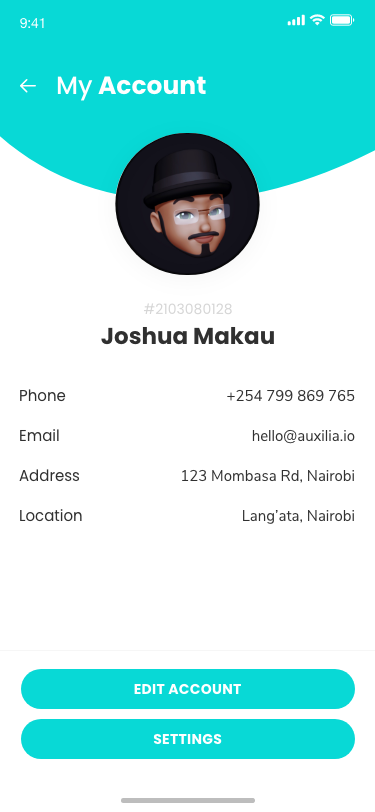 9:41
My Account
#2103080128
Joshua Makau
Phone +254 799 869 765
Email hello@auxilia.io
Address 123 Mombasa Rd, Nairobi
Location Lang'ata, Nairobi
EDIT ACCOUNT
SETTINGS